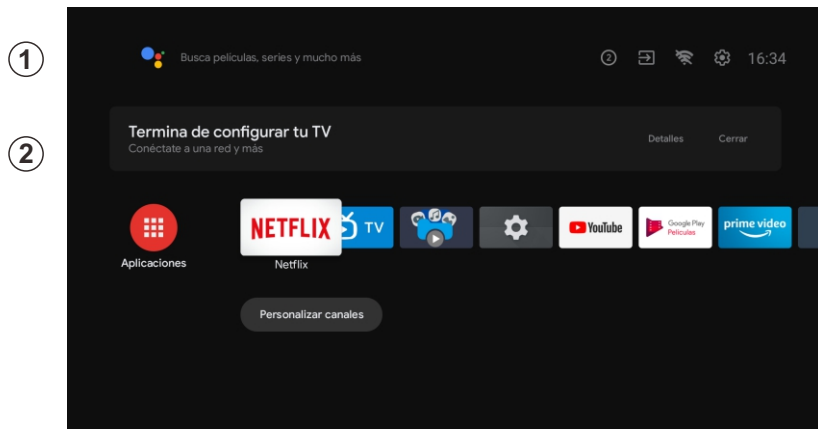 1
Busca películas, series y mucho más
2
16:34
2
Termina de configurar tu TV
Conéctate a una red y más
Detalles
Cerrar
NETFLIX
TV
YouTube
Google Play
Películas
prime video
Aplicaciones
Netflix
Personalizar canales